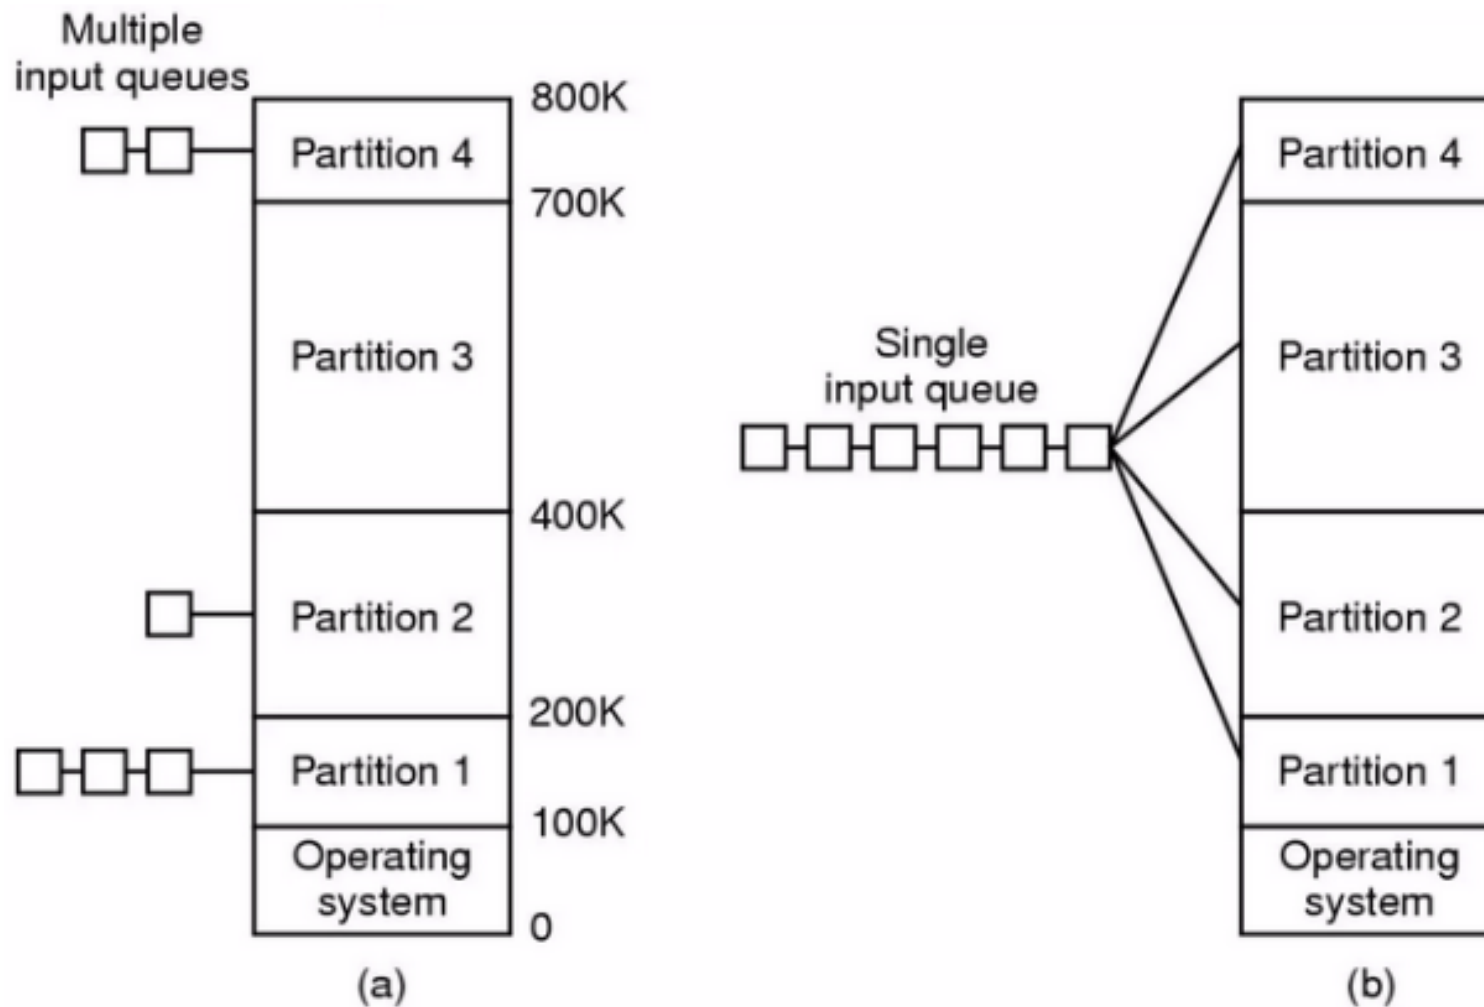 Multiple
input queues
800K
Partition 4
700K
Partition 3
400K
Partition 2
200K
Partition 1
100K
Operating
system
0
(a)
Single
input queue
Partition 4
Partition 3
Partition 2
Partition 1
Operating
system
(b)